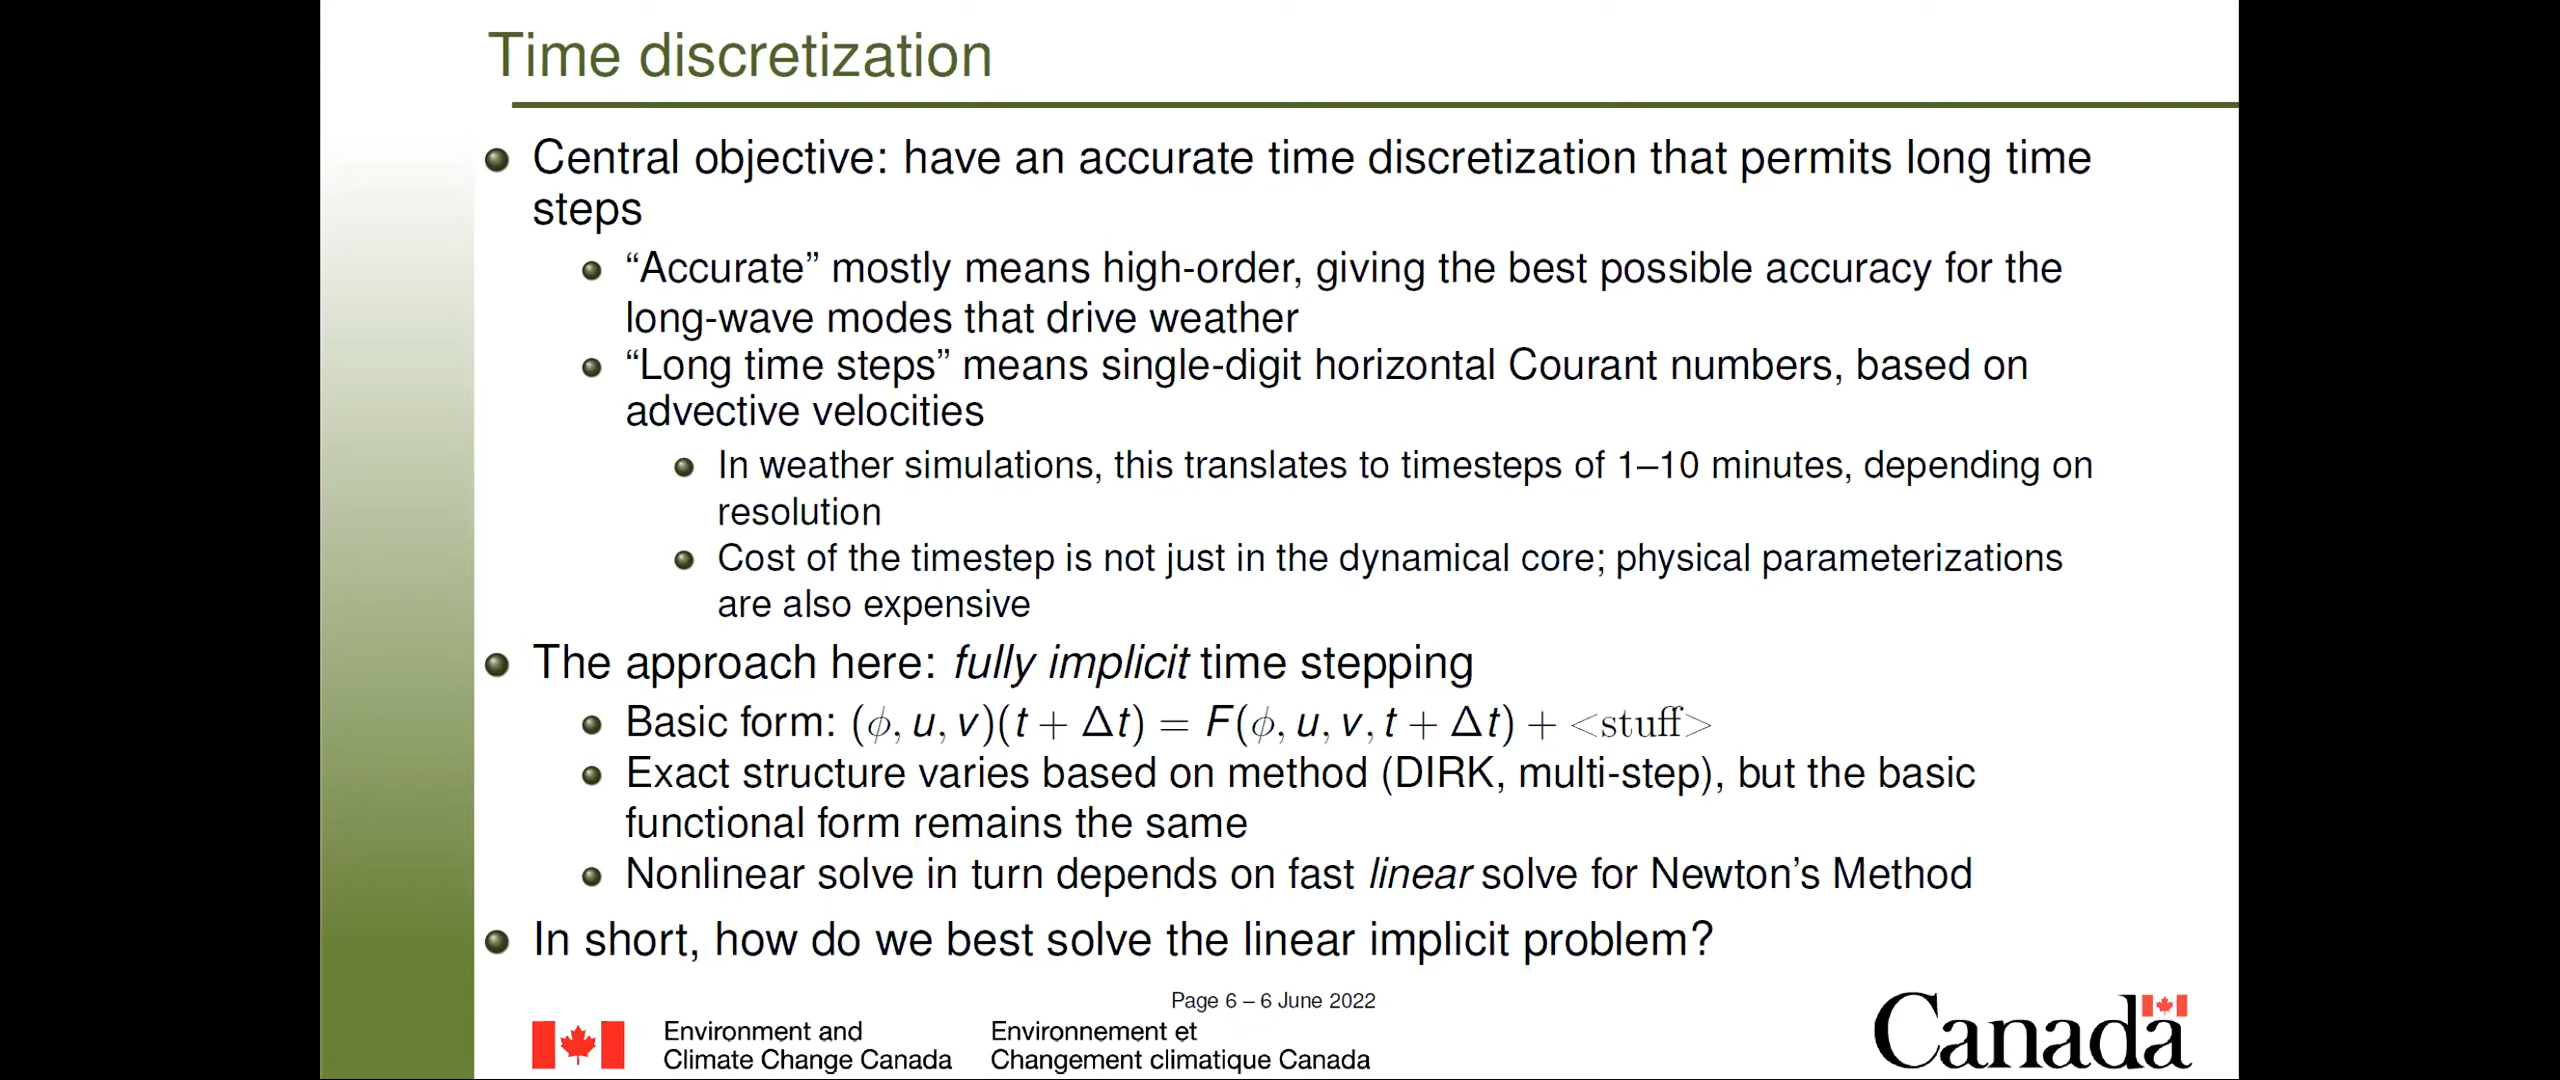 Time discretization
Central objective: have an accurate time discretization that permits long time
steps
“Accurate” mostly means high-order, giving the best possible accuracy for the
long-wave modes that drive weather
“Long time steps” means single-digit horizontal Courant numbers, based on
advective velocities
In weather simulations, this translates to timesteps of 1–10 minutes, depending on
resolution
Cost of the timestep is not just in the dynamical core; physical parameterizations
are also expensive
The approach here: fully implicit time stepping
Basic form: (ϕ, u, v)(t + Δt) = F(ϕ, u, v, t + Δt) + <stuff>
Exact structure varies based on method (DIRK, multi-step), but the basic
functional form remains the same
Nonlinear solve in turn depends on fast linear solve for Newton’s Method
In short, how do we best solve the linear implicit problem?
Page 6 – 6 June 2022
Environment and
Climate Change Canada
Environnement et
Changement climatique Canada
Canada